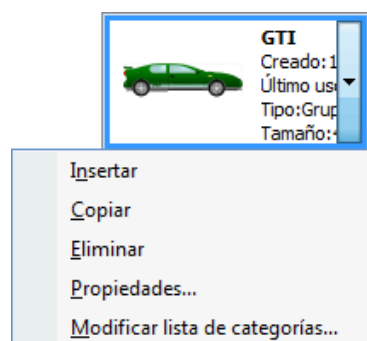 GTI
Creado:1
Último us
Tipo:Grup
Tamaño:
Insertar
Copiar
Eliminar
Propiedades...
Modificar lista de categorías...